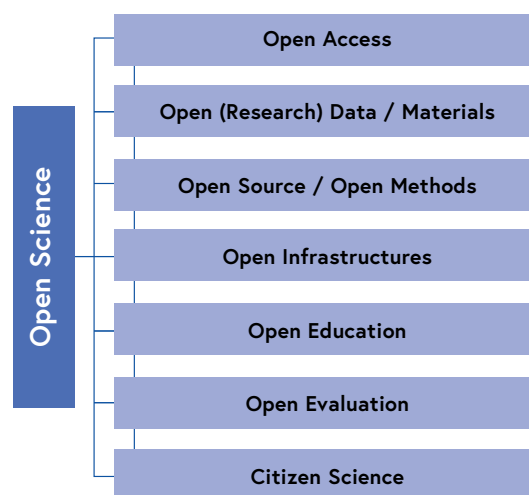 Open Science
Open Access
Open (Research) Data / Materials
Open Source / Open Methods
Open Infrastructures
Open Education
Open Evaluation
Citizen Science